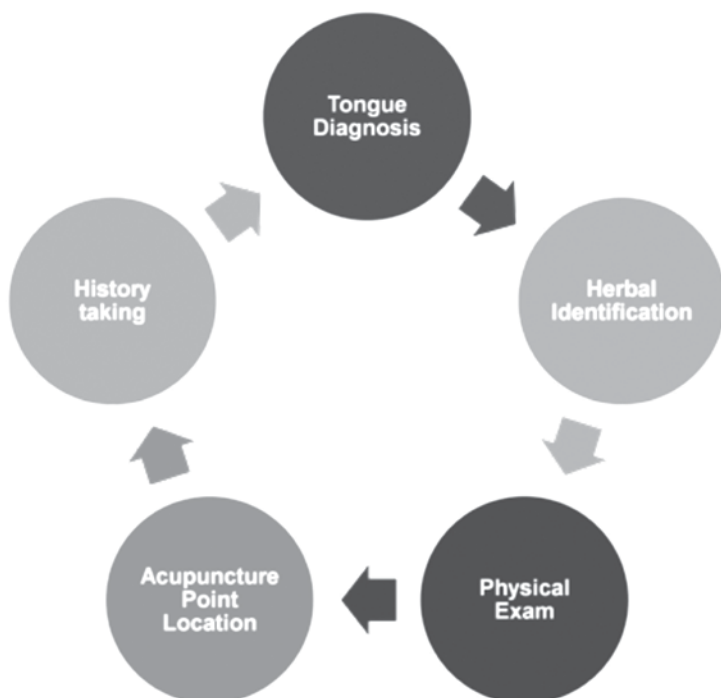 Tongue
Diagnosis
Herbal
Identification
Physical
Exam
Acupuncture
Point
Location
History
taking